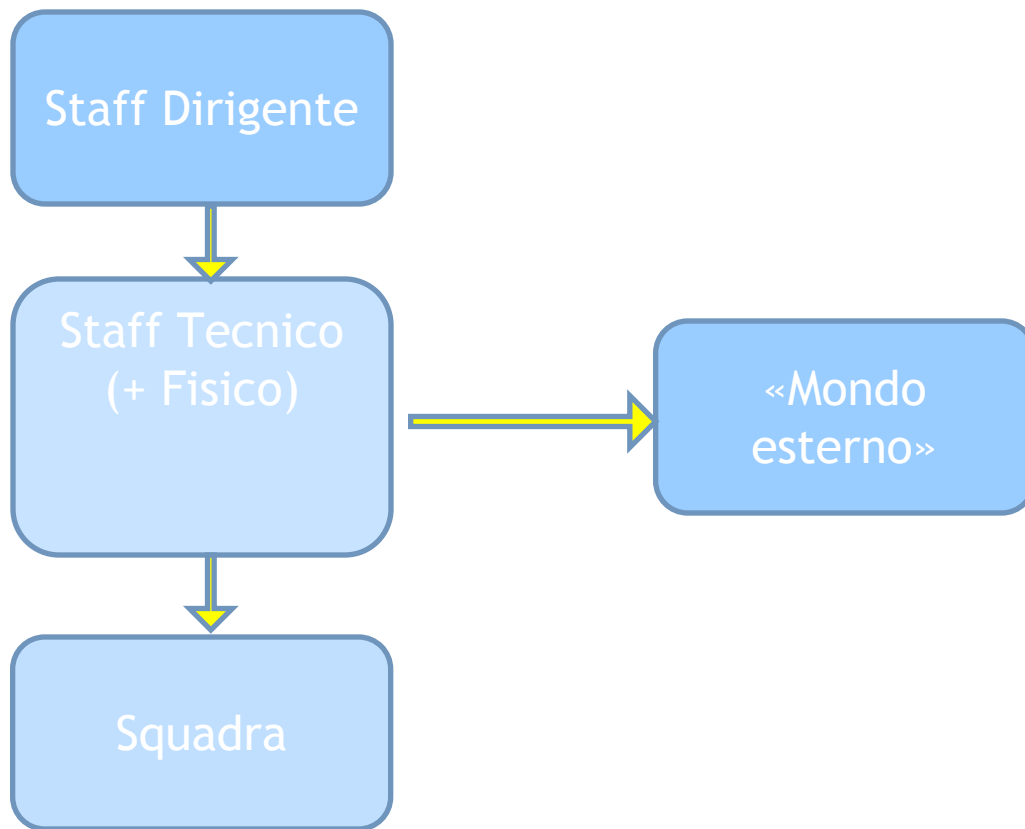 Staff Dirigente
Staff Tecnico
(+ Fisico)
«Mondo
esterno»
Squadra